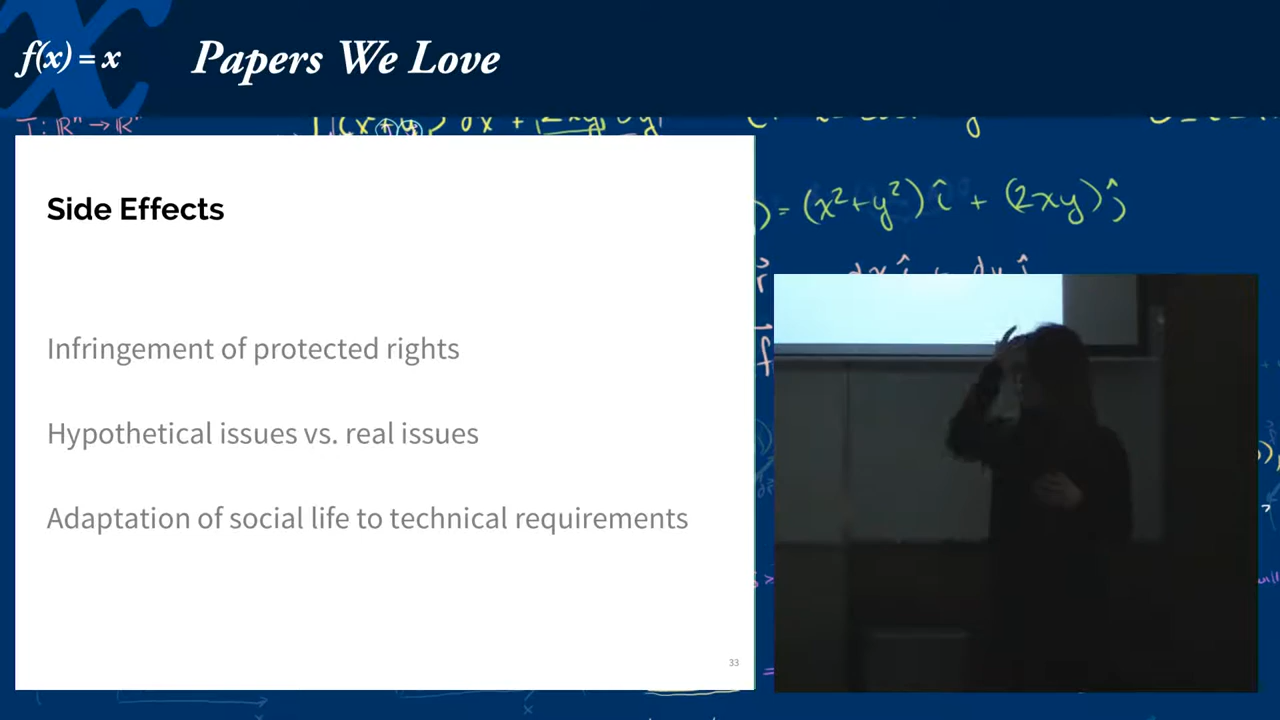 f(x) = x
Papers We Love
Side Effects
Infringement of protected rights
Hypothetical issues vs. real issues
Adaptation of social life to technical requirements
33
= (x²+y²) î + (2xy) ĵ